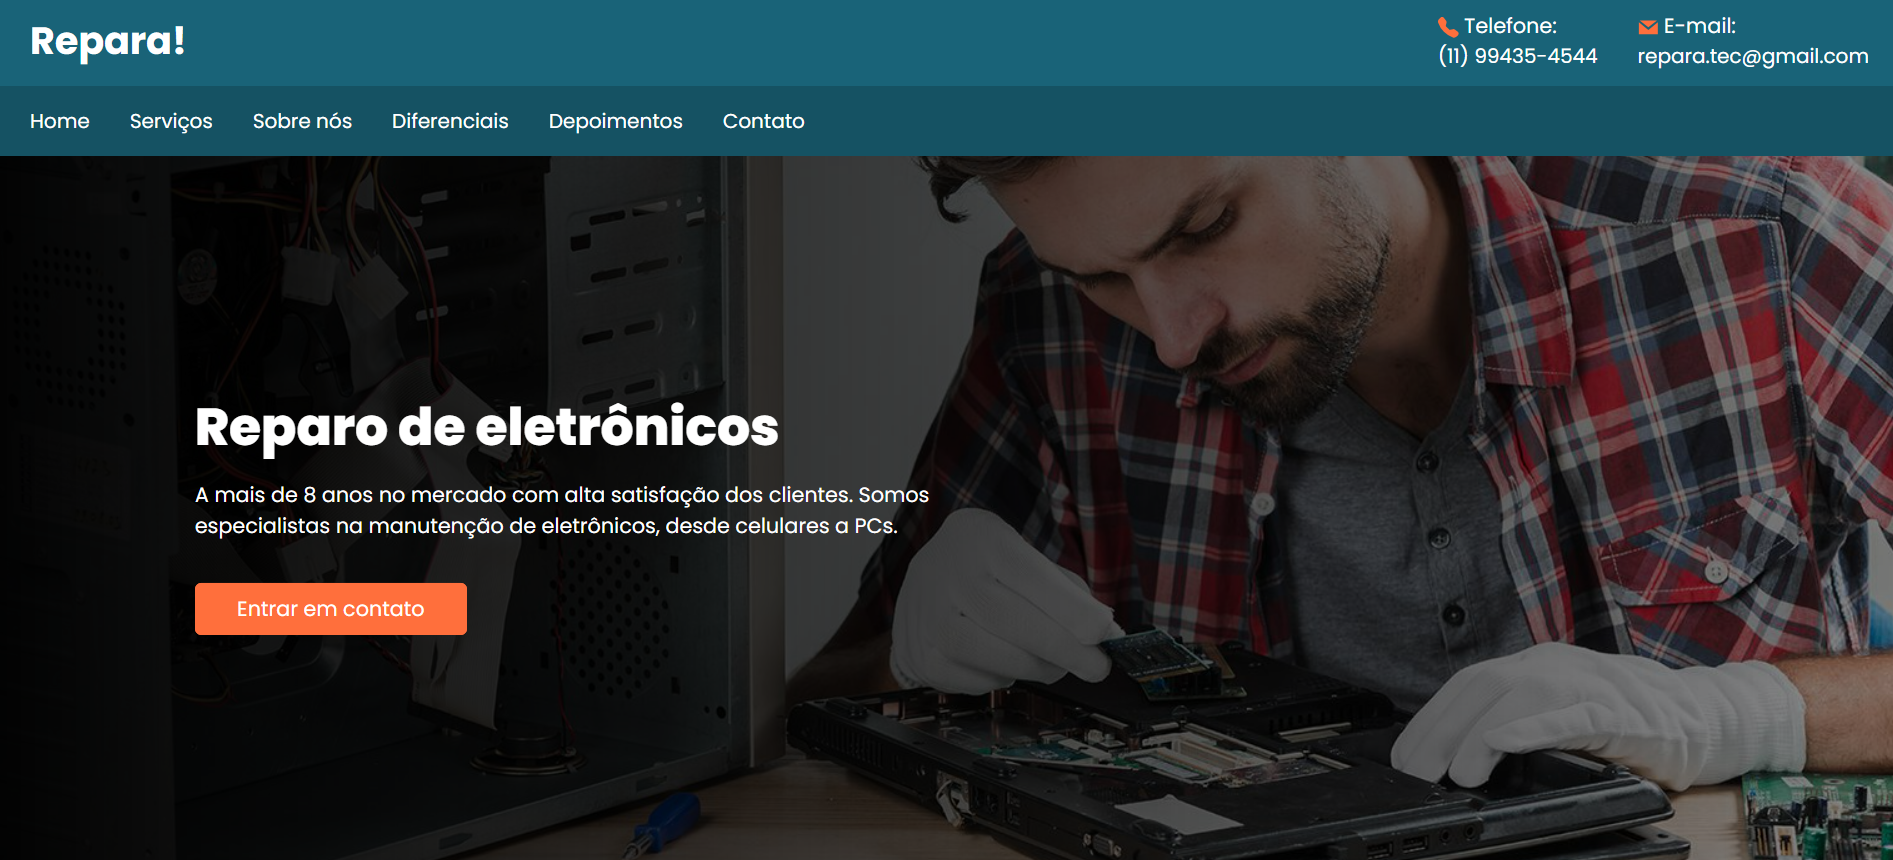 Repara!
Telefone:
(11) 99435-4544
E-mail:
repara.tec@gmail.com
Home Serviços Sobre nós Diferenciais Depoimentos Contato
Reparo de eletrônicos
A mais de 8 anos no mercado com alta satisfação dos clientes. Somos
especialistas na manutenção de eletrônicos, desde celulares a PCs.
Entrar em contato